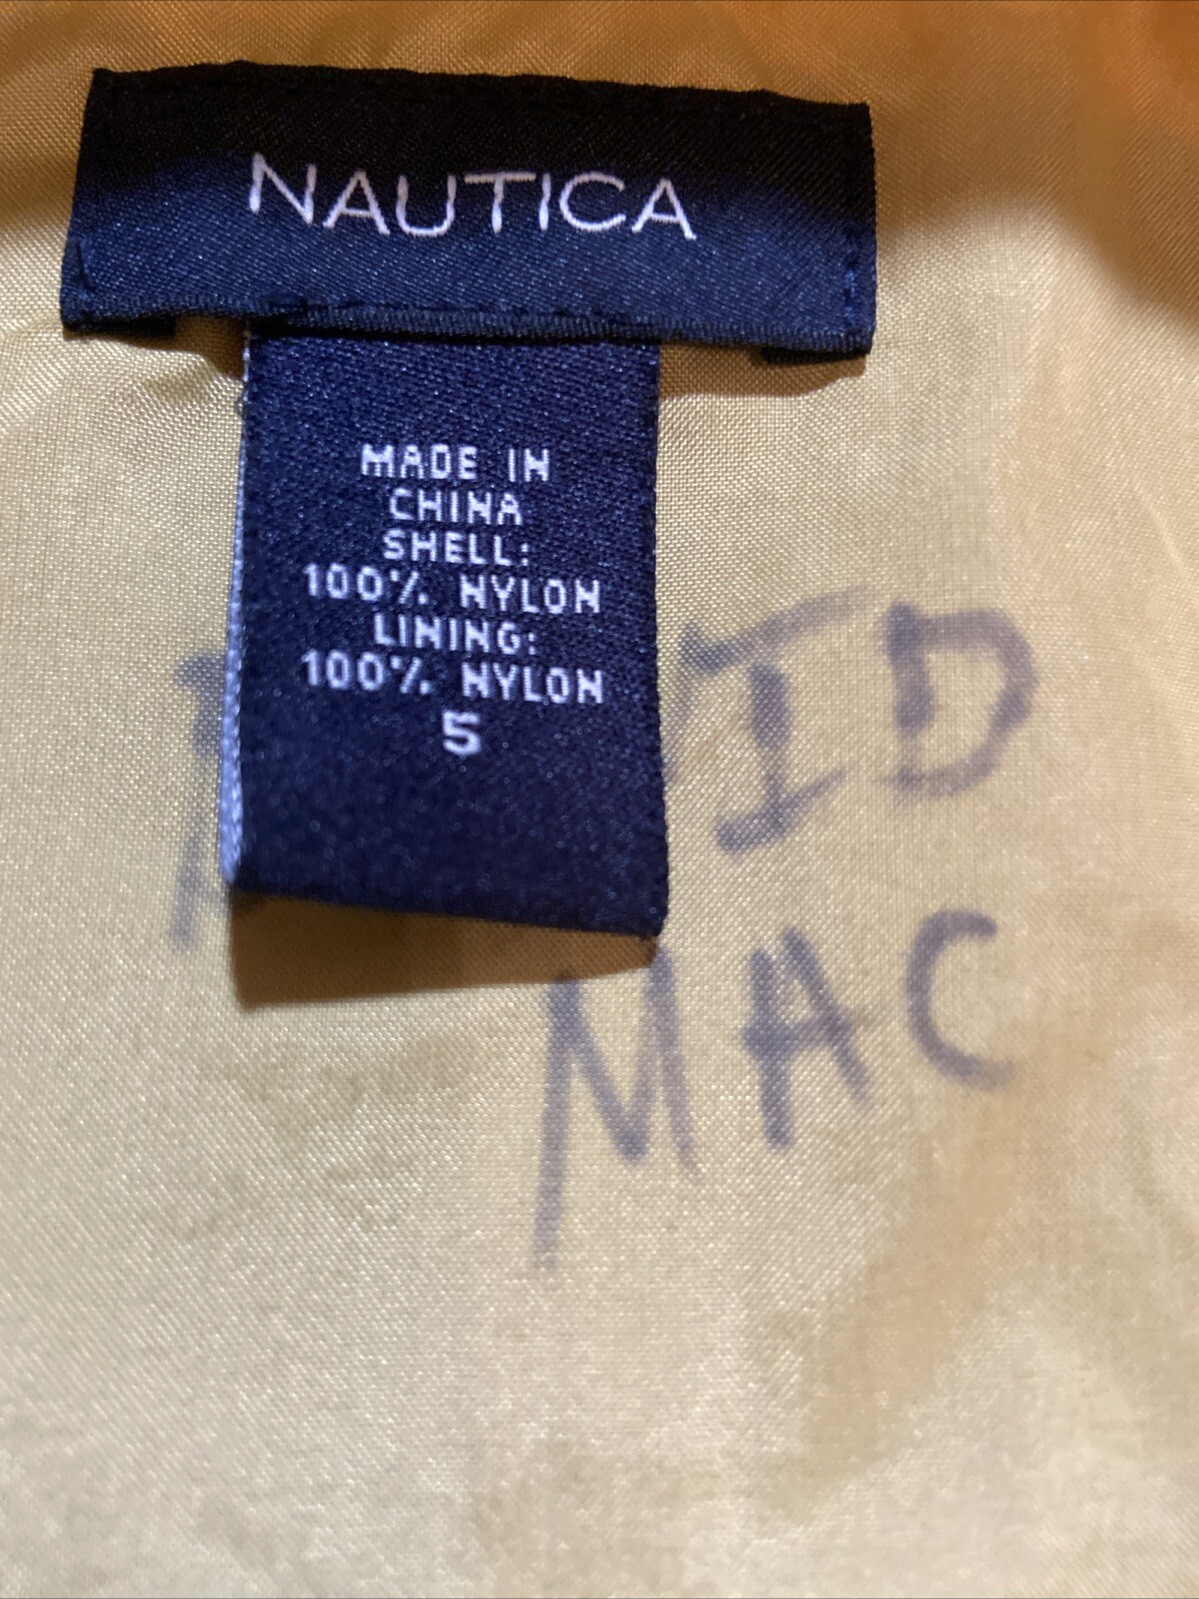 NAUTICA
MADE IN
CHINA
SHELL:
100% NYLON
LINING:
100% NYLON
5
MAC